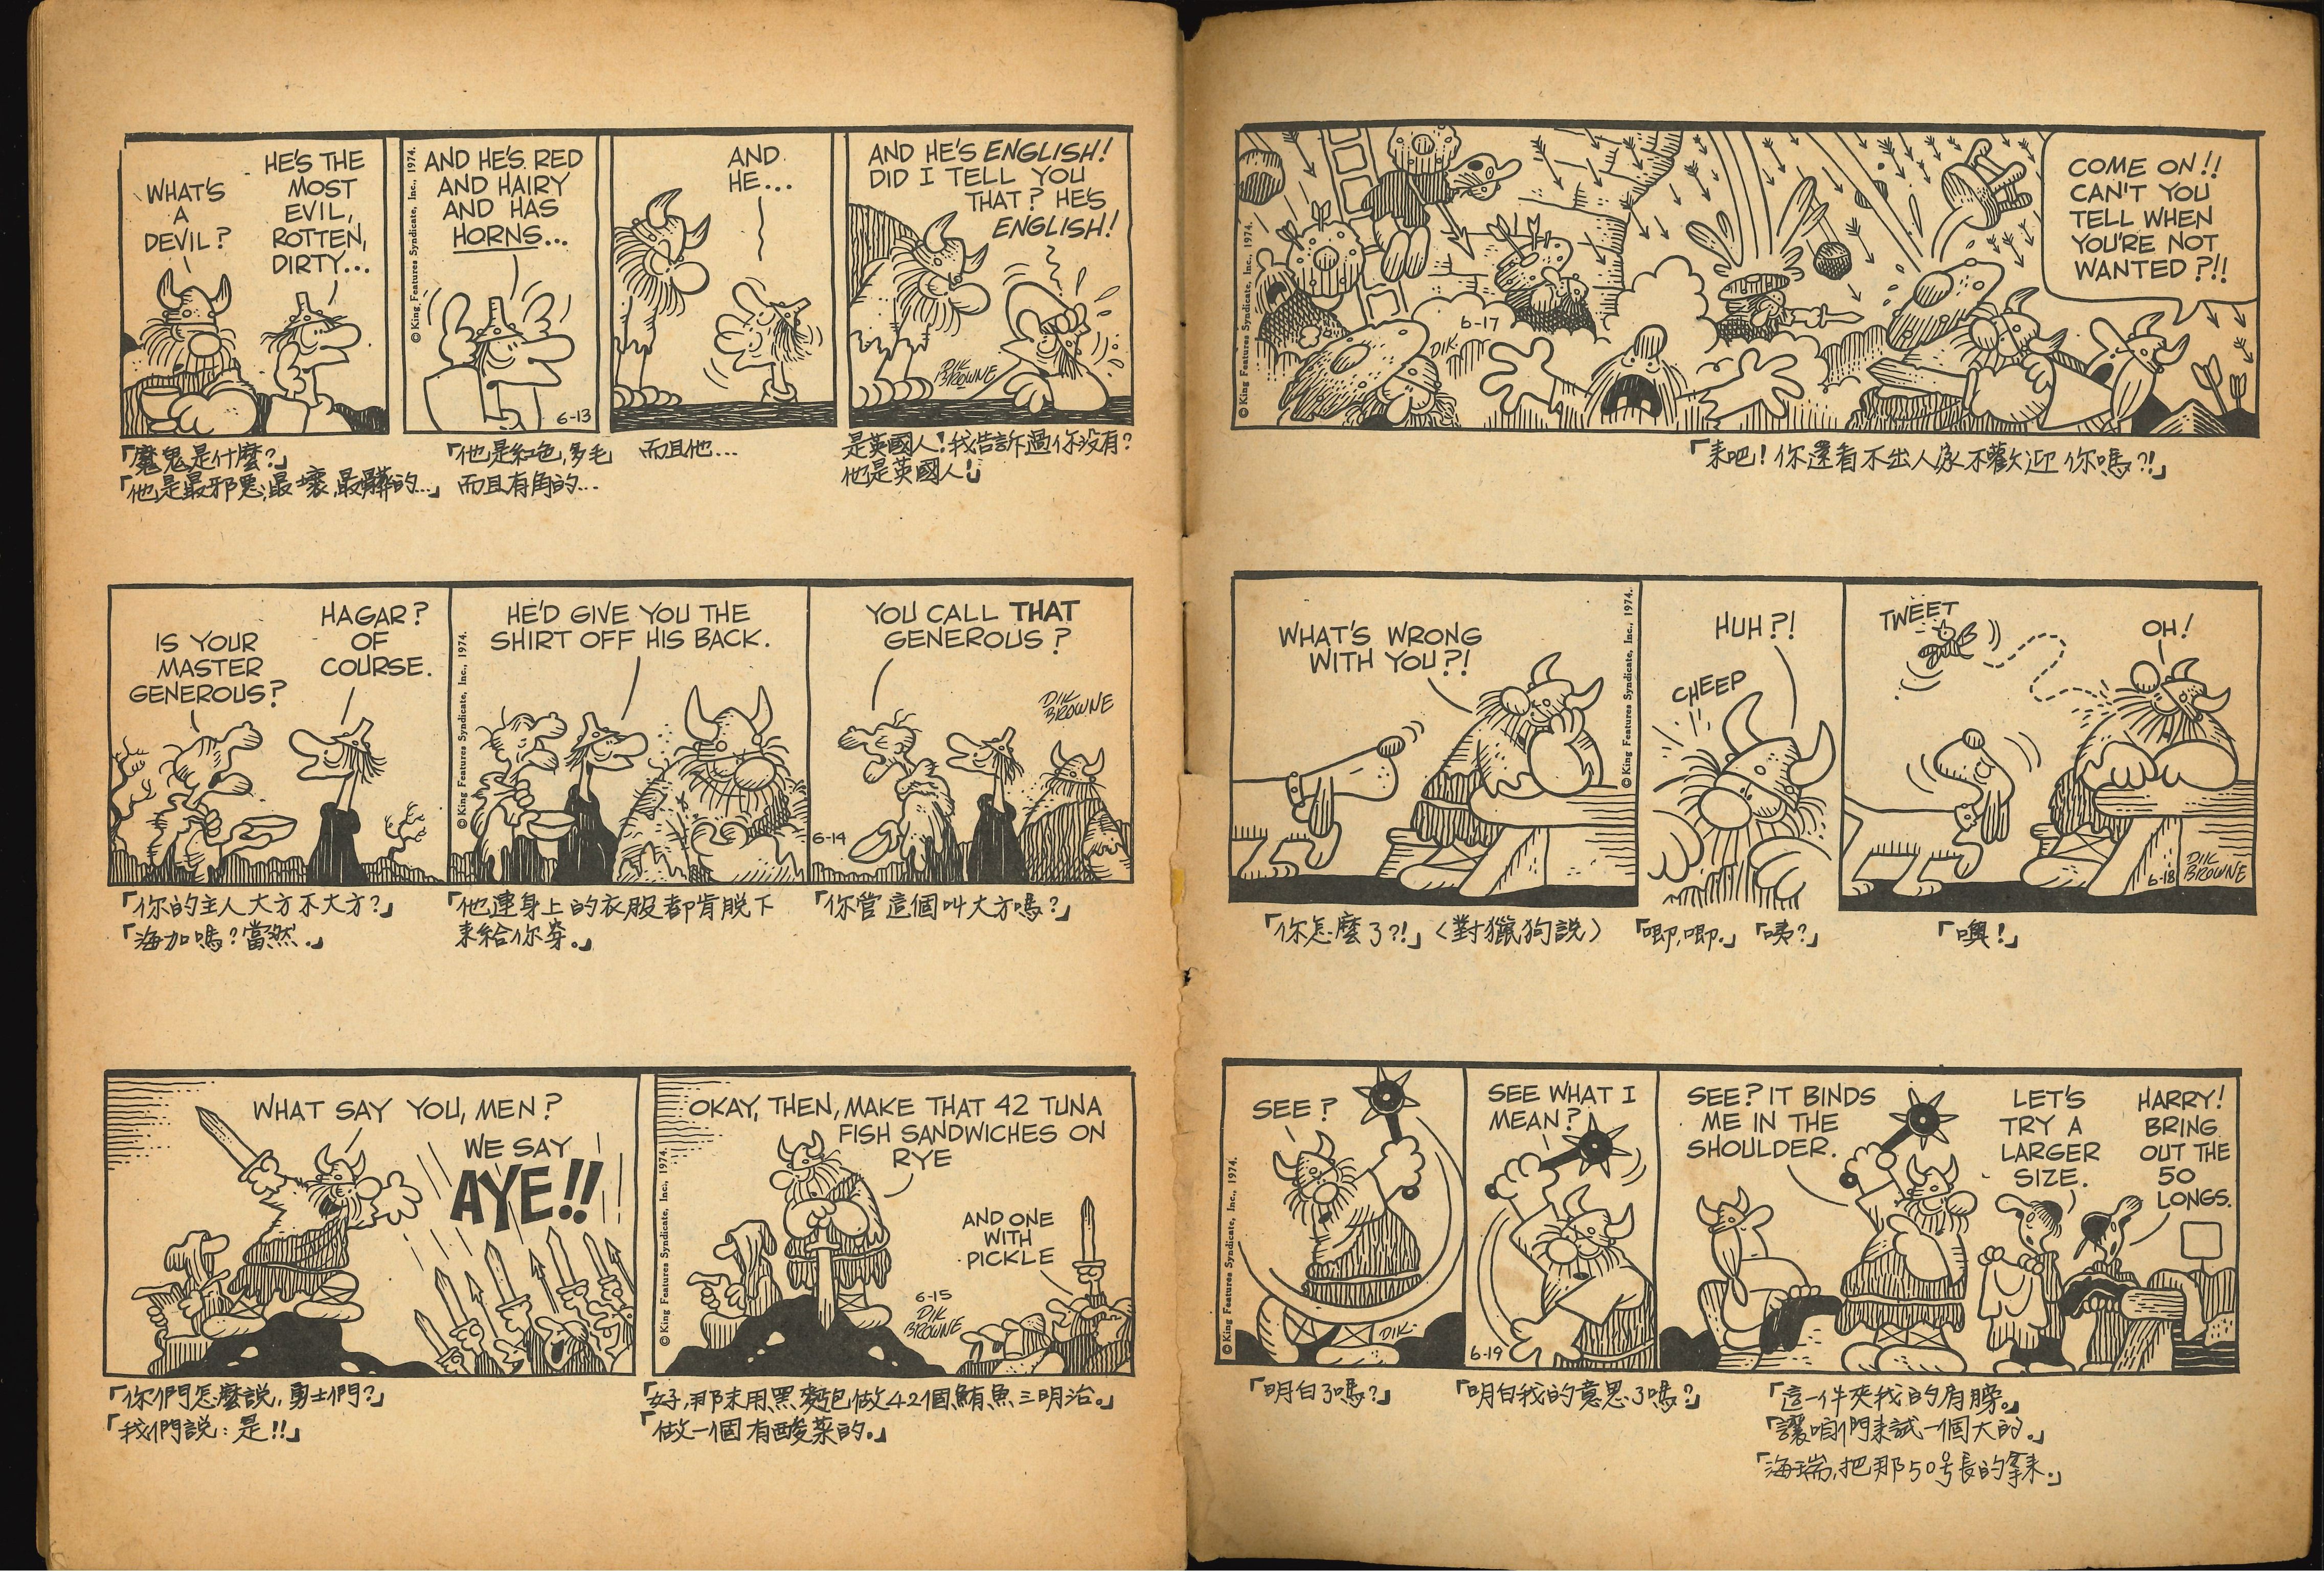 WHAT'S
A
DEVIL?
HE'S THE
MOST
EVIL,
ROTTEN,
DIRTY...
© King Features Syndicate, Inc., 1974.
AND HE'S RED
AND HAIRY
AND HAS
HORNS...
6-13
AND
HE...
AND HE'S ENGLISH!
DID I TELL YOU
THAT? HE'S
ENGLISH!
DIK
BROWNE
「魔鬼是什麼?」
「他是最邪惡,最壞,最髒的...」
「他是紅色,多毛
而且有角的...
而且他...
是英國人!我告訴過你沒有?
他是英國人!」
IS YOUR
MASTER
GENEROUS?
HAGAR?
OF
COURSE.
© King Features Syndicate, Inc., 1974.
HE'D GIVE YOU THE
SHIRT OFF HIS BACK.
YOU CALL THAT
GENEROUS?
DIK
BROWNE
6-14
「你的主人大方不大方?」
「海加嗎?當然。」
「他連身上的衣服都肯脫下
來給你穿。」
「你管這個叫大方嗎?」
WHAT SAY YOU, MEN?
WE SAY
AYE!!
© King Features Syndicate, Inc., 1974.
OKAY, THEN, MAKE THAT 42 TUNA
FISH SANDWICHES ON
RYE
AND ONE
WITH
PICKLE
6-15
DIK
BROWNE
「你們怎麼説,勇士們?」
「我們説:是!!」
「好,那末用黑麵包做42個鮪魚三明治。」
「做一個有酸菜的。」
© King Features Syndicate, Inc., 1974.
6-17
DIK
COME ON!!
CAN'T YOU
TELL WHEN
YOU'RE NOT
WANTED?!!
「來吧!你還看不出人家不歡迎你嗎?!」
WHAT'S WRONG
WITH YOU?!
© King Features Syndicate, Inc., 1974.
HUH?!
CHEEP
TWEET
OH!
6-18
DIK
BROWNE
「你怎麼了?!」〈對獵狗説〉
「唧,唧。」「咦?」
「噢!」
© King Features Syndicate, Inc., 1974.
SEE?
DIK
SEE WHAT I
MEAN?
6-19
SEE? IT BINDS
ME IN THE
SHOULDER.
LET'S
TRY A
LARGER
SIZE.
HARRY!
BRING
OUT THE
50
LONGS.
「明白了嗎?」
「明白我的意思了嗎?」
「這一件夾我的肩膀。」
「讓咱們來試一個大的。」
「海瑞,把那50号長的拿來。」